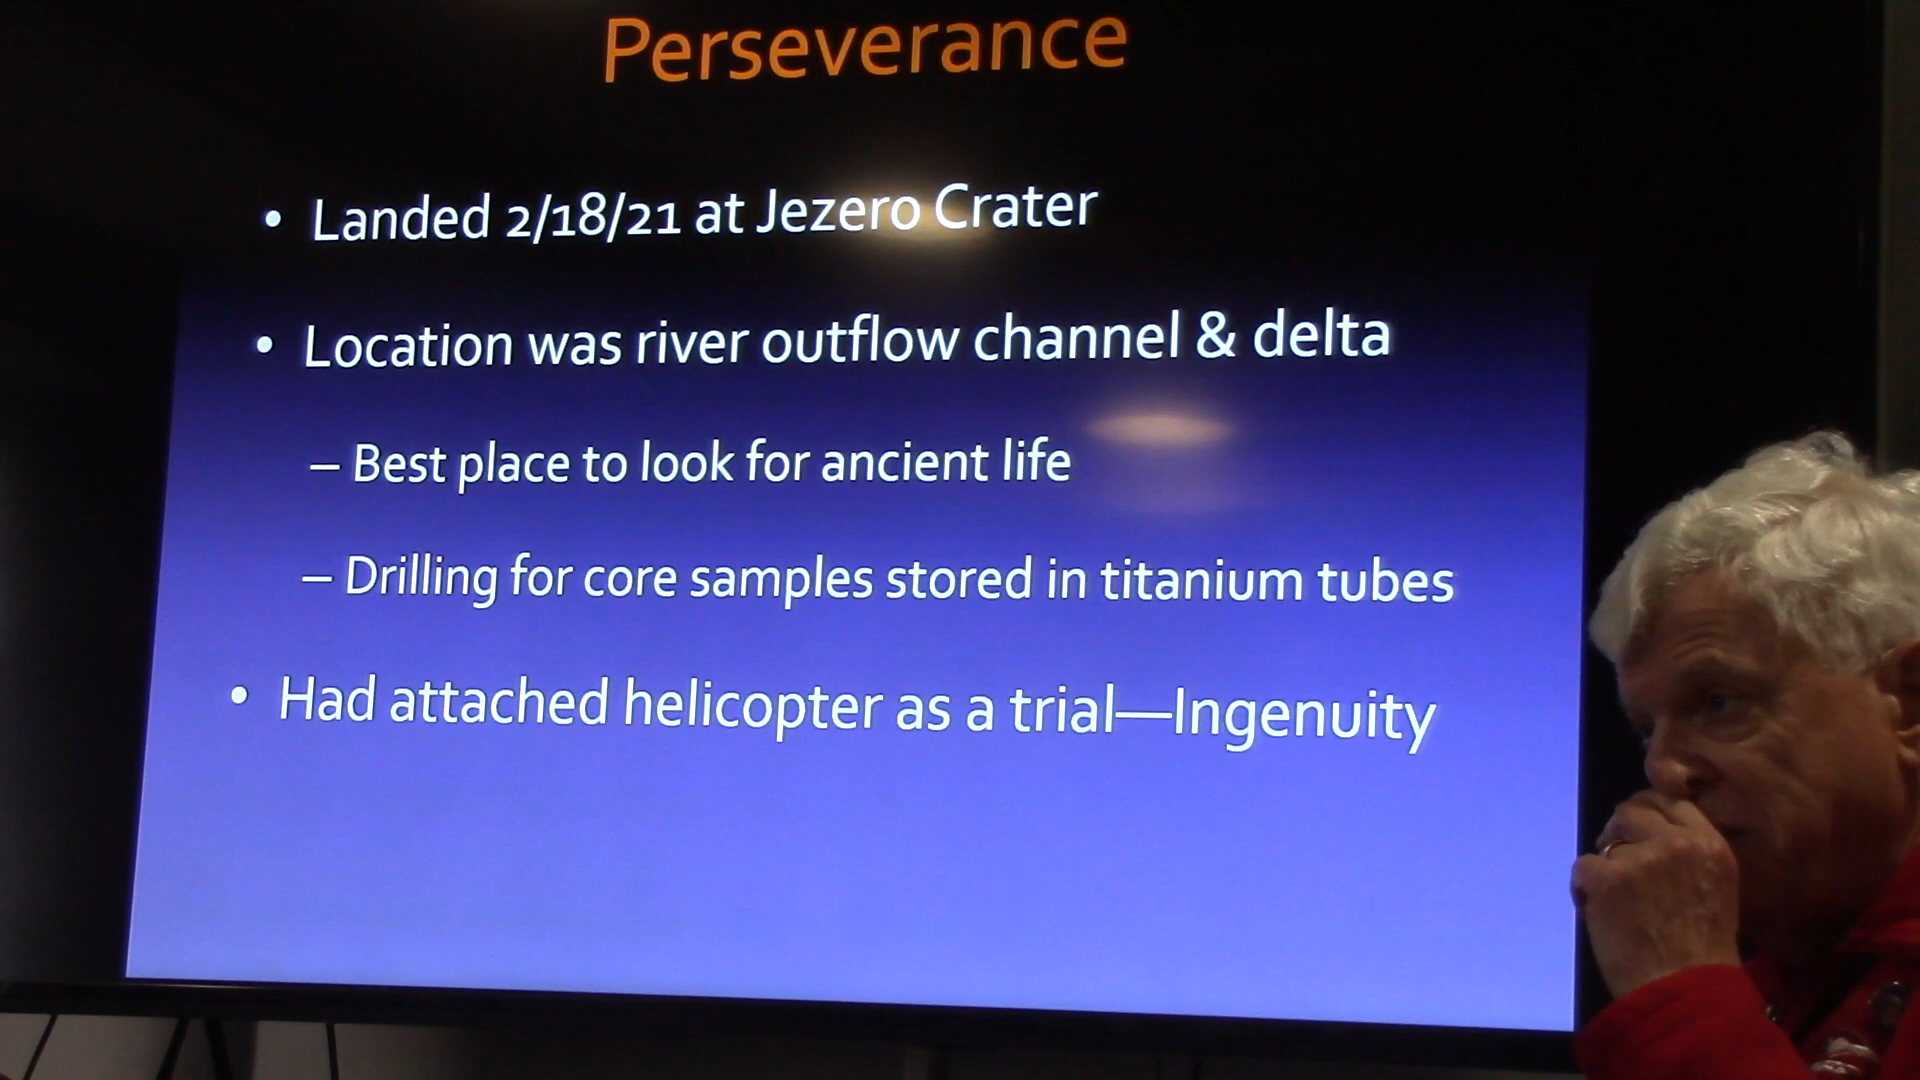 Perseverance
• Landed 2/18/21 at Jezero Crater
• Location was river outflow channel & delta
– Best place to look for ancient life
– Drilling for core samples stored in titanium tubes
• Had attached helicopter as a trial—Ingenuity